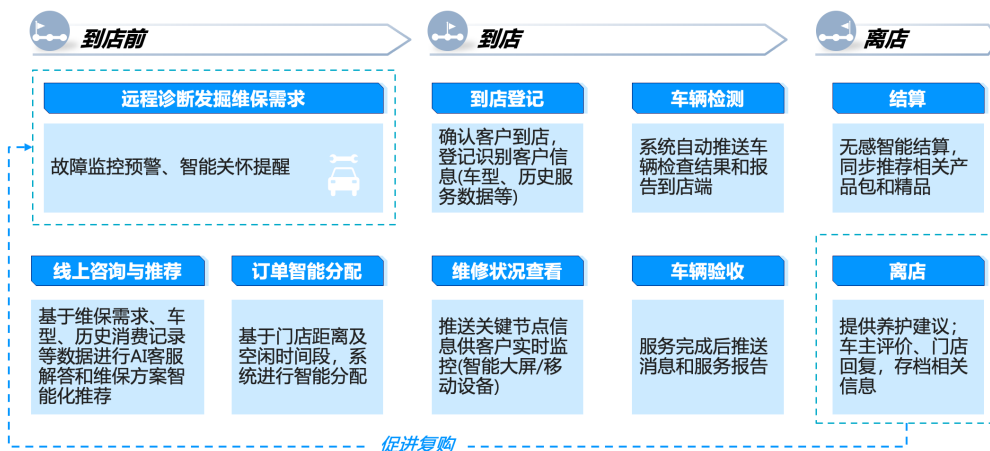 到店前
到店
离店
远程诊断发掘维保需求
故障监控预警、智能关怀提醒
到店登记
确认客户到店，
登记识别客户信
息(车型、历史服
务数据等)
车辆检测
系统自动推送车
辆检查结果和报
告到店端
结算
无感智能结算，
同步推荐相关产
品包和精品
线上咨询与推荐
基于维保需求、车
型、历史消费记录
等数据进行AI客服
解答和维保方案智
能化推荐
订单智能分配
基于门店距离及
空闲时间段，系
统进行智能分配
维修状况查看
推送关键节点信
息供客户实时监
控(智能大屏/移
动设备)
车辆验收
服务完成后推送
消息和服务报告
离店
提供养护建议；
车主评价、门店
回复，存档相关
信息
促进复购